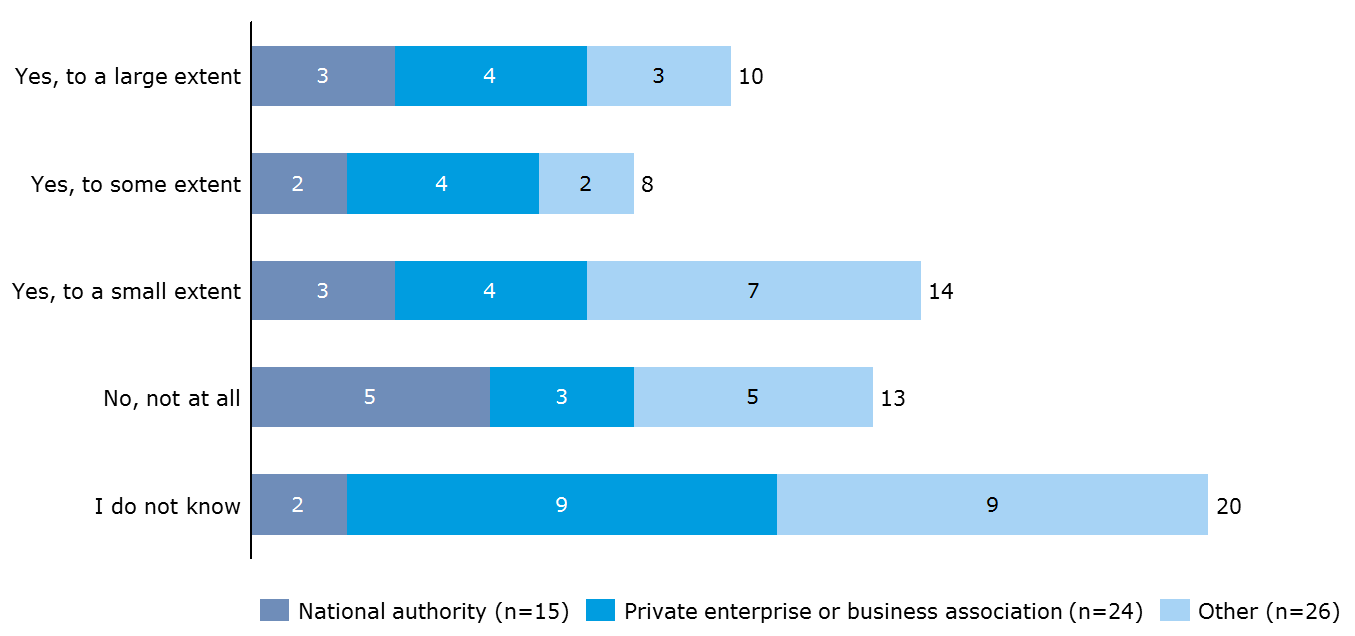 Yes, to a large extent 3 4 3 10
Yes, to some extent 2 4 2 8
Yes, to a small extent 3 4 7 14
No, not at all 5 3 5 13
I do not know 2 9 9 20
National authority (n=15) Private enterprise or business association (n=24) Other (n=26)